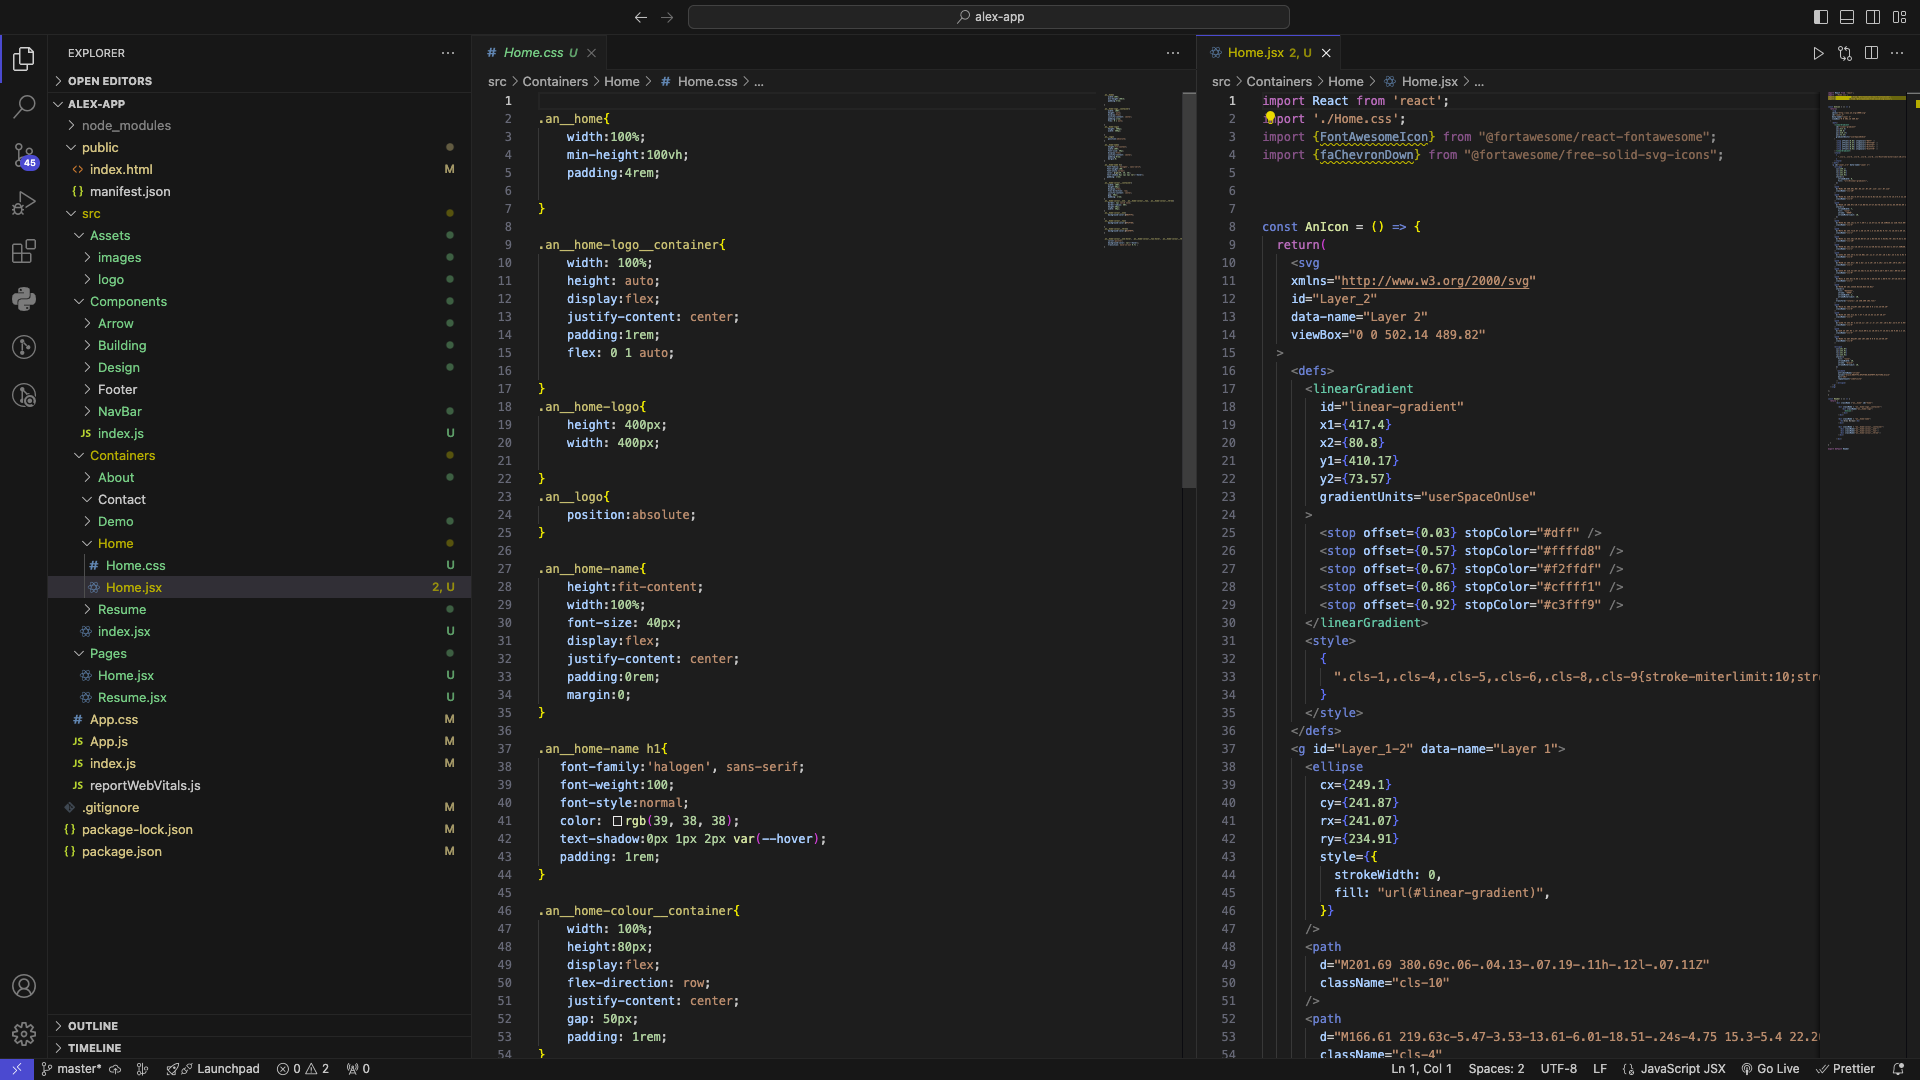 alex-app
EXPLORER
OPEN EDITORS
ALEX-APP
node_modules
public
index.html M
manifest.json
src
Assets
images
logo
Components
Arrow
Building
Design
Footer
NavBar
index.js U
Containers
About
Contact
Demo
Home
Home.css U
Home.jsx 2, U
Resume
index.jsx U
Pages
Home.jsx U
Resume.jsx U
App.css M
App.js M
index.js M
reportWebVitals.js
.gitignore M
package-lock.json M
package.json M
OUTLINE
TIMELINE
45
# Home.css U
src > Containers > Home > # Home.css > ...
1
2 .an__home{
3 width:100%;
4 min-height:100vh;
5 padding:4rem;
6
7 }
8
9 .an__home-logo__container{
10 width: 100%;
11 height: auto;
12 display:flex;
13 justify-content: center;
14 padding:1rem;
15 flex: 0 1 auto;
16
17 }
18 .an__home-logo{
19 height: 400px;
20 width: 400px;
21
22 }
23 .an__logo{
24 position:absolute;
25 }
26
27 .an__home-name{
28 height:fit-content;
29 width:100%;
30 font-size: 40px;
31 display:flex;
32 justify-content: center;
33 padding:0rem;
34 margin:0;
35 }
36
37 .an__home-name h1{
38 font-family:'halogen', sans-serif;
39 font-weight:100;
40 font-style:normal;
41 color: rgb(39, 38, 38);
42 text-shadow:0px 1px 2px var(--hover);
43 padding: 1rem;
44 }
45
46 .an__home-colour__container{
47 width: 100%;
48 height:80px;
49 display:flex;
50 flex-direction: row;
51 justify-content: center;
52 gap: 50px;
53 padding: 1rem;
54 }
Home.jsx 2, U
src > Containers > Home > Home.jsx > ...
1 import React from 'react';
2 import './Home.css';
3 import {FontAwesomeIcon} from "@fortawesome/react-fontawesome";
4 import {faChevronDown} from "@fortawesome/free-solid-svg-icons";
5
6
7
8 const AnIcon = () => {
9 return(
10 <svg
11 xmlns="http://www.w3.org/2000/svg"
12 id="Layer_2"
13 data-name="Layer 2"
14 viewBox="0 0 502.14 489.82"
15 >
16 <defs>
17 <linearGradient
18 id="linear-gradient"
19 x1={417.4}
20 x2={80.8}
21 y1={410.17}
22 y2={73.57}
23 gradientUnits="userSpaceOnUse"
24 >
25 <stop offset={0.03} stopColor="#dff" />
26 <stop offset={0.57} stopColor="#ffffd8" />
27 <stop offset={0.67} stopColor="#f2ffdf" />
28 <stop offset={0.86} stopColor="#cffff1" />
29 <stop offset={0.92} stopColor="#c3fff9" />
30 </linearGradient>
31 <style>
32 {
33 ".cls-1,.cls-4,.cls-5,.cls-6,.cls-8,.cls-9{stroke-miterlimit:10;str
34 }
35 </style>
36 </defs>
37 <g id="Layer_1-2" data-name="Layer 1">
38 <ellipse
39 cx={249.1}
40 cy={241.87}
41 rx={241.07}
42 ry={234.91}
43 style={{
44 strokeWidth: 0,
45 fill: "url(#linear-gradient)",
46 }}
47 />
48 <path
49 d="M201.69 380.69c.06-.04.13-.07.19-.11h-.12l-.07.11Z"
50 className="cls-10"
51 />
52 <path
53 d="M166.61 219.63c-5.47-3.53-13.61-6.01-18.51-.24s-4.75 15.3-5.4 22.2
54 className="cls-4"
master* Launchpad 0 2 0
Ln 1, Col 1 Spaces: 2 UTF-8 LF {} JavaScript JSX Go Live Prettier